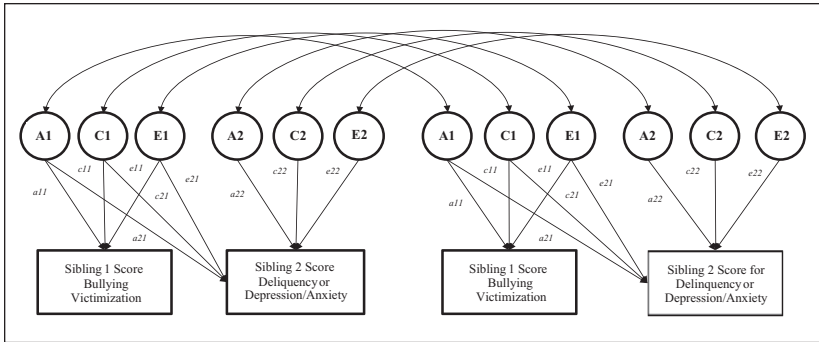 A1 C1 E1 A2 C2 E2 A1 C1 E1 A2 C2 E2
a11 c11 e11 c21 e21 a21 a22 c22 e22 a11 c11 e11 c21 e21 a21 a22 c22 e22
Sibling 1 Score
Bullying
Victimization
Sibling 2 Score
Deliquency or
Depression/Anxiety
Sibling 1 Score
Bullying
Victimization
Sibling 2 Score for
Delinquency or
Depression/Anxiety